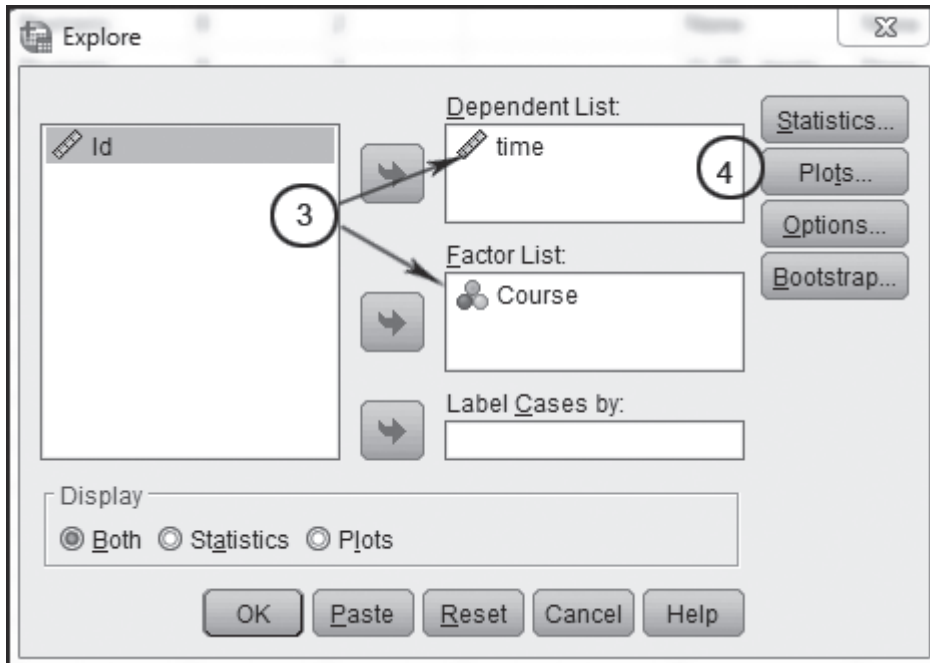 Explore
Dependent List:
Id
time
Statistics...
Plots...
Options...
Bootstrap...
3
4
Factor List:
Course
Label Cases by:
Display
Both Statistics Plots
OK Paste Reset Cancel Help